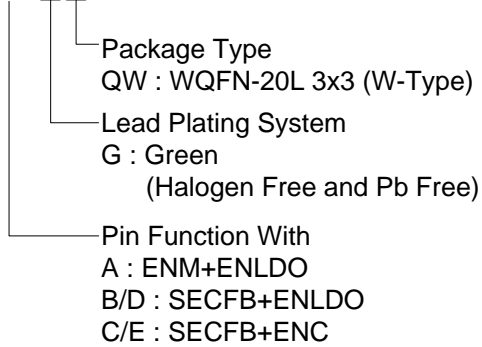 Package Type
QW : WQFN-20L 3x3 (W-Type)
Lead Plating System
G : Green
(Halogen Free and Pb Free)
Pin Function With
A : ENM+ENLDO
B/D : SECFB+ENLDO
C/E : SECFB+ENC